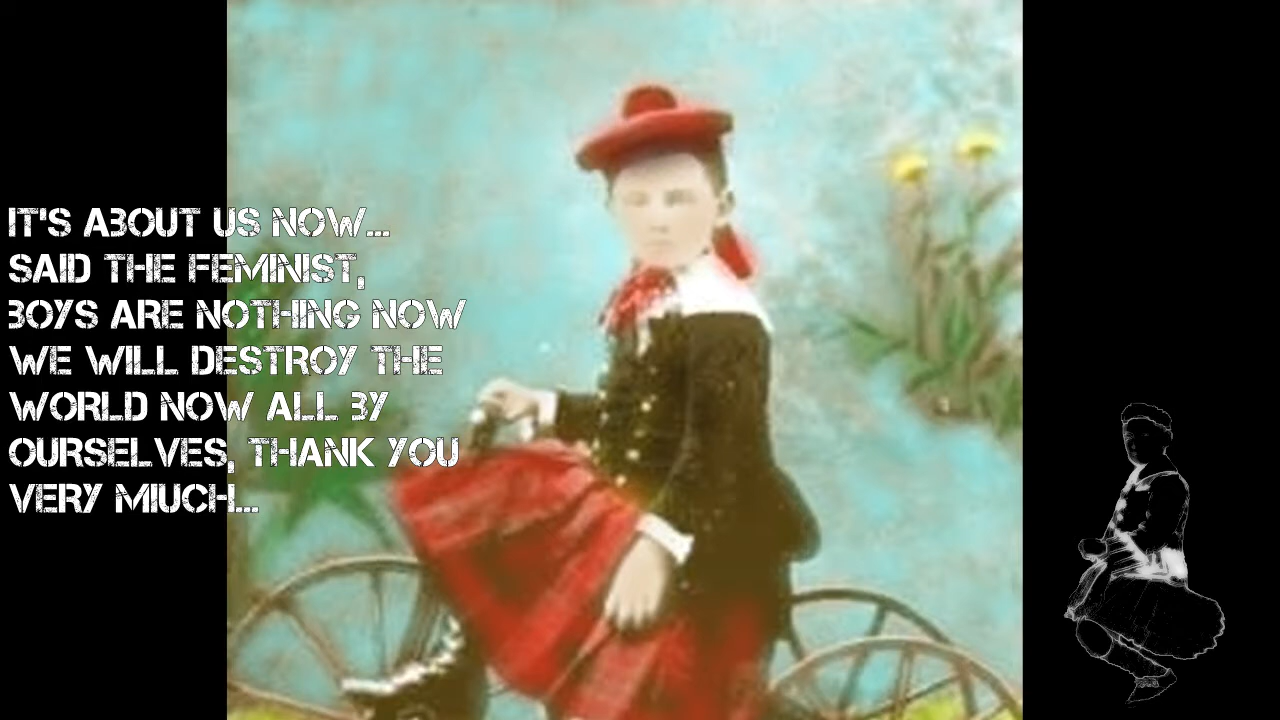 IT'S ABOUT US NOW...
SAID THE FEMINIST,
BOYS ARE NOTHING NOW
WE WILL DESTROY THE
WORLD NOW ALL BY
OURSELVES, THANK YOU
VERY MIUCH...